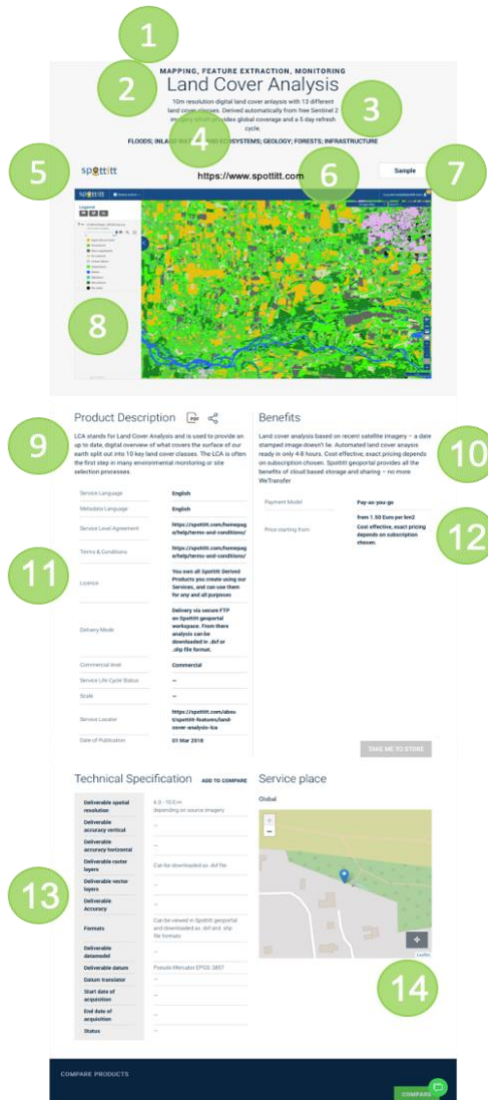 1
MAPPING, FEATURE EXTRACTION, MONITORING
2
Land Cover Analysis
10m resolution digital land cover anlaysis with 13 different
land cover classes. Derived automatically from free Sentinel 2
imagery which provides global coverage and a 5 day refresh
cycle.
3
4
FLOODS; INLAND AND ECOSYSTEMS; GEOLOGY; FORESTS; INFRASTRUCTURE
5
spottitt
https://www.spottitt.com
6
Sample
7
spottitt
Legend
8
Product Description
PDF
Benefits
9
LCA stands for Land Cover Analysis and is used to provide an
up to date, digital overview of what covers the surface of our
earth split out into 10 key land cover classes. The LCA is often
the first step in many environmental monitoring or site
selection processes.
Land cover analysis based on recent satellite imagery – a date
stamped image doesn't lie. Automated land cover anaysis
ready in only 4-8 hours. Cost effective, exact pricing depends
on subscription chosen. Spottitt geoportal provides all the
benefits of cloud based storage and sharing – no more
WeTransfer
10
Service Language English
Metadata Language English
Service Level Agreement https://spottitt.com/homepag
e/help/terms-and-conditions/
Terms & Conditions https://spottitt.com/homepag
e/help/terms-and-conditions/
11
Licence You own all Spottitt Derived
Products you create using our
Services, and can use them
for any and all purposes
Delivery Mode Delivery via secure FTP
on Spottitt geoportal
workspace. From there
analysis can be
downloaded in .dxf or
.shp file format.
Commercial level Commercial
Service Life Cycle Status –
Scale –
Service Locator https://spottitt.com/abou
t/spottitt-features/land-
cover-analysis-lca
Date of Publication 01 Mar 2019
Payment Model Pay-as-you-go
Price starting from from 1.50 Euro per km2
Cost effective, exact pricing
depends on subscription
chosen.
12
TAKE ME TO STORE
Technical Specification ADD TO COMPARE
Service place
Global
13
Deliverable spatial
resolution 6.0 - 10.0 m
depending on source imagery
Deliverable
accuracy vertical –
Deliverable
accuracy horizontal –
Deliverable raster
layers Can be downloaded as .dxf file
Deliverable vector
layers –
Deliverable
Accuracy –
Formats Can be viewed in Spottitt geoportal
and downloaded as .dxf and .shp
file formats
Deliverable
datamodel –
Deliverable datum Pseudo Mercator EPSG: 3857
Datum translator –
Start date of
acquisition –
End date of
acquisition –
Status –
+
−
Leaflet
14
COMPARE PRODUCTS
COMPARE